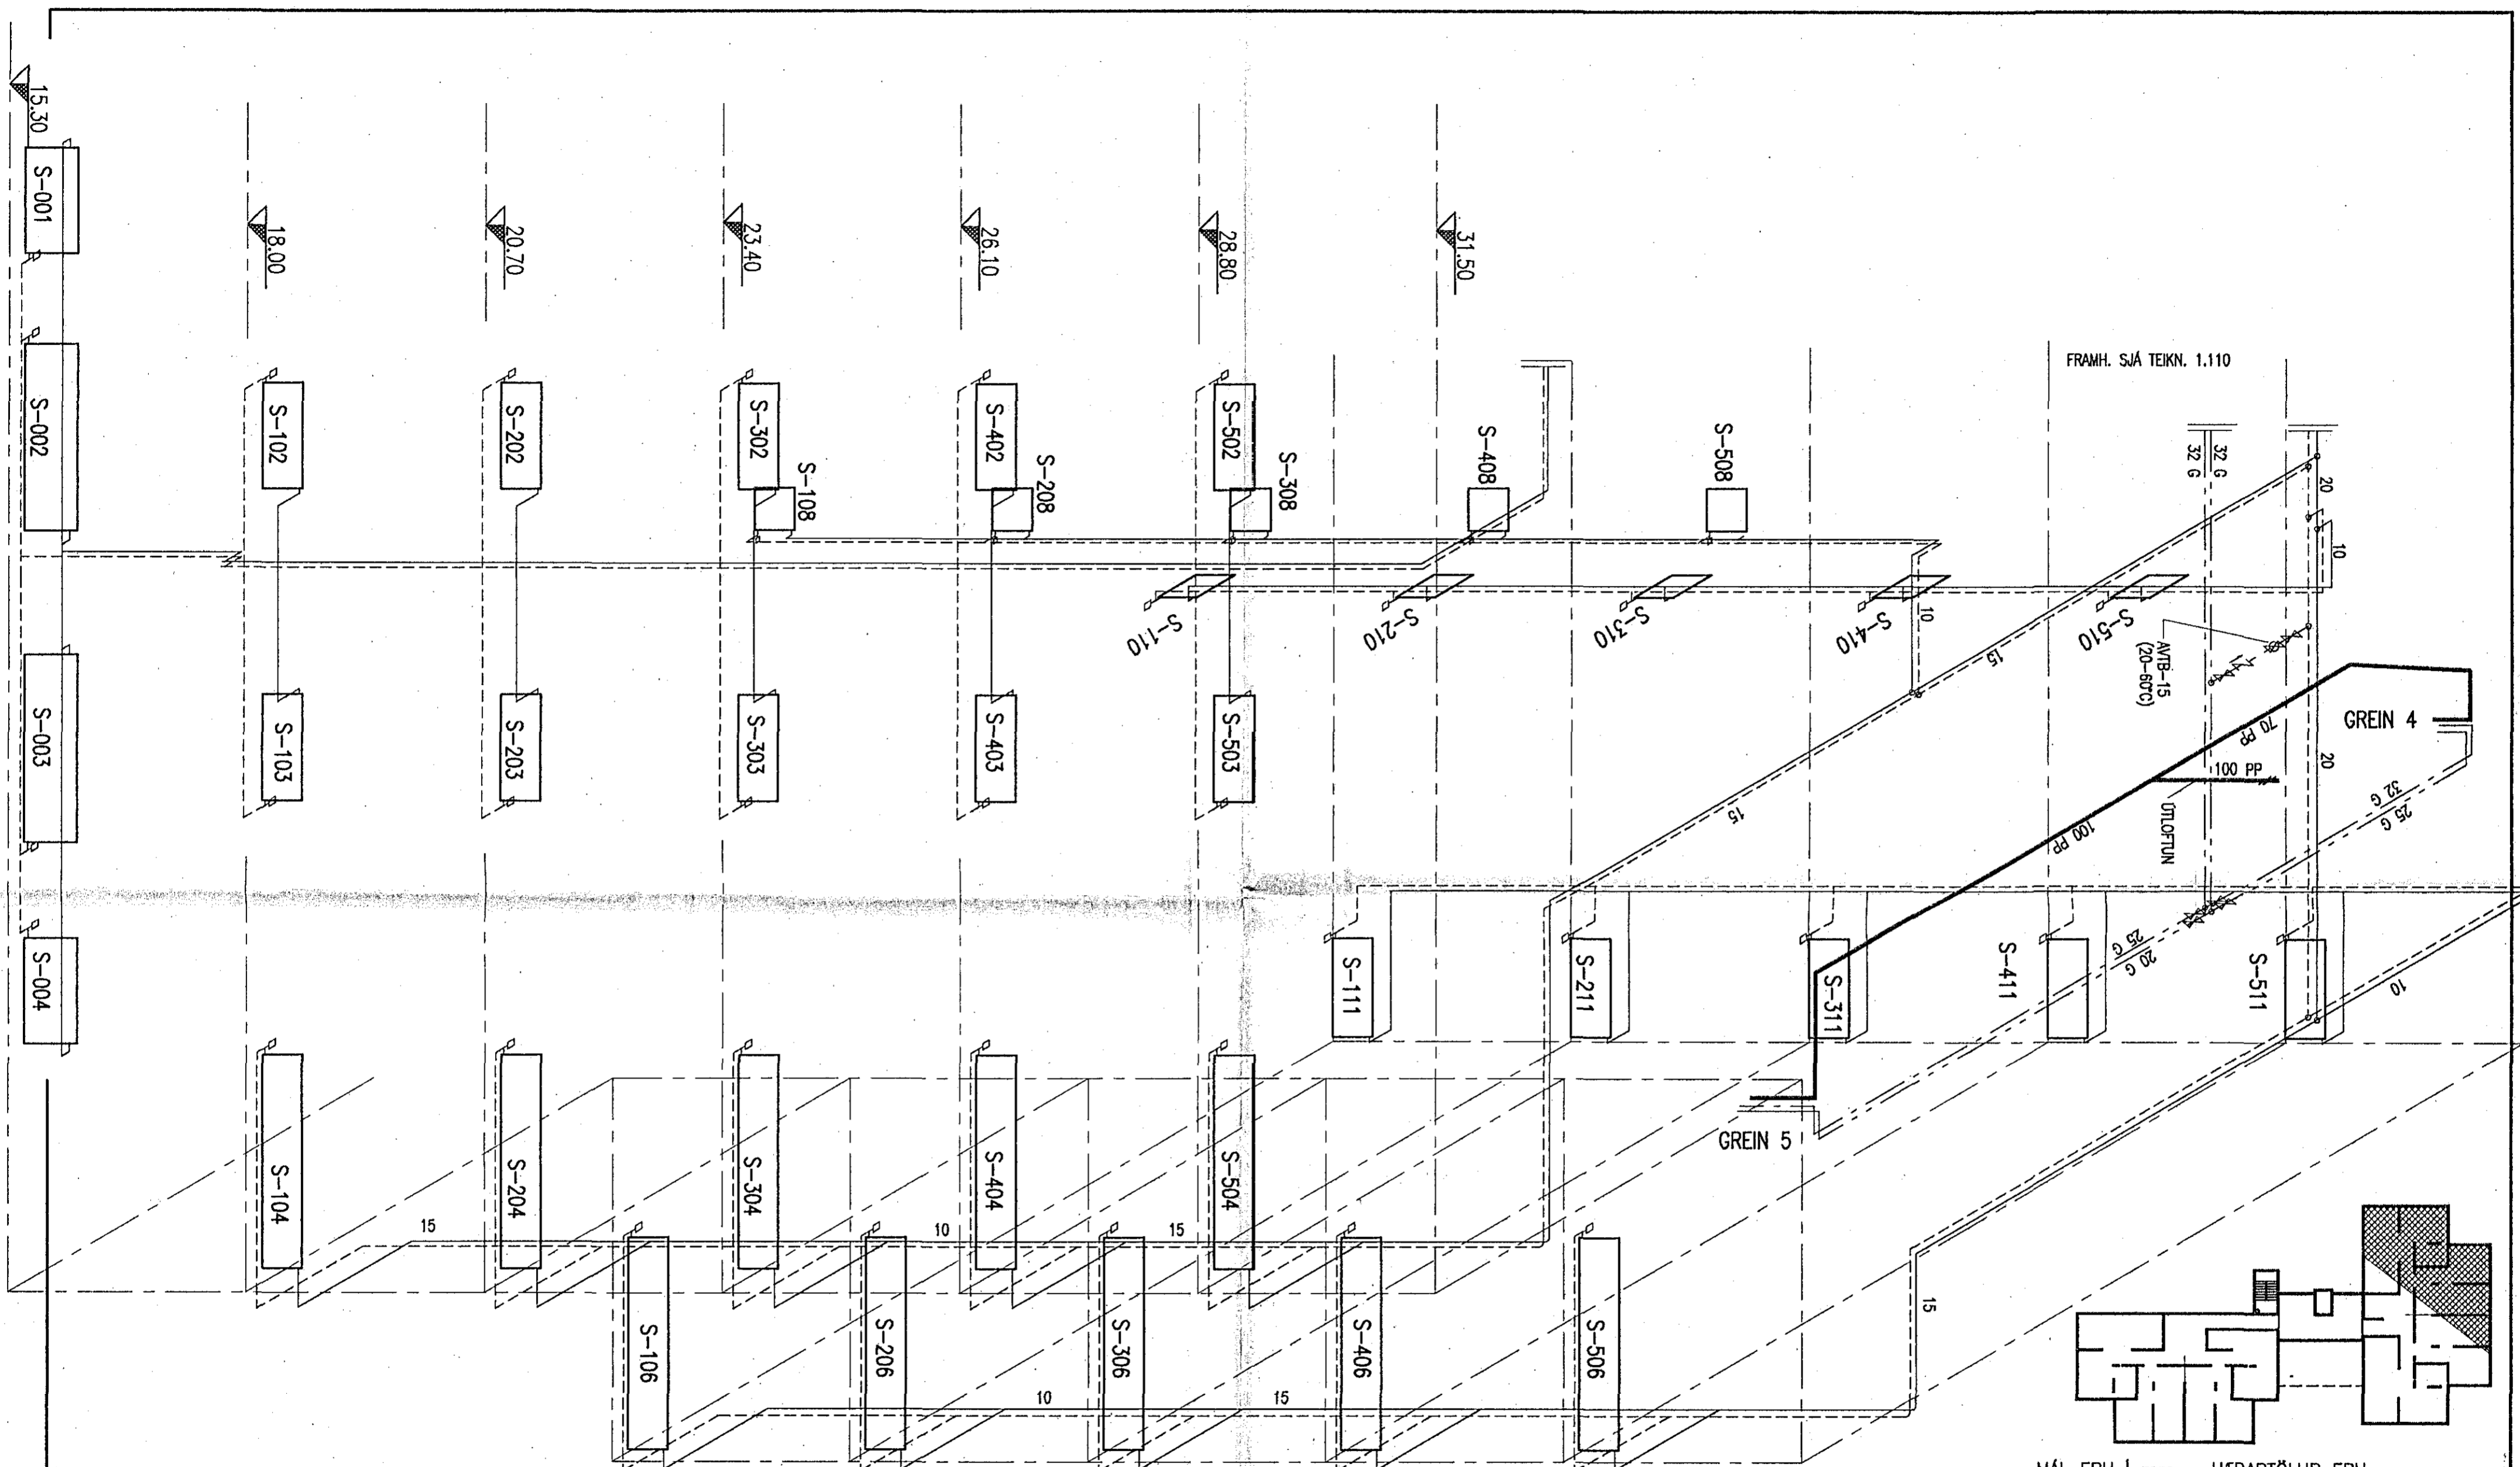 15.30
18.00
20.70
23.40
26.10
28.80
31.50
FRAMH. SJÁ TEIKN. 1.110
S-001
S-002
S-003
S-004
S-102
S-103
S-104
S-202
S-203
S-204
S-302
S-303
S-304
S-402
S-403
S-404
S-502
S-503
S-504
S-108
S-208
S-308
S-408
S-508
S-110
S-210
S-310
S-410
S-510
S-111
S-211
S-311
S-411
S-511
S-106
S-206
S-306
S-406
S-506
32 G
32 G
20
10
10
15
15
20
AVTB-15
(20-60°C)
GREIN 4
70 PP
100 PP
100 PP
ÚTLOFTUN
32 G
25 G
25 G
20 G
10
GREIN 5
15
10
15
15
10
15